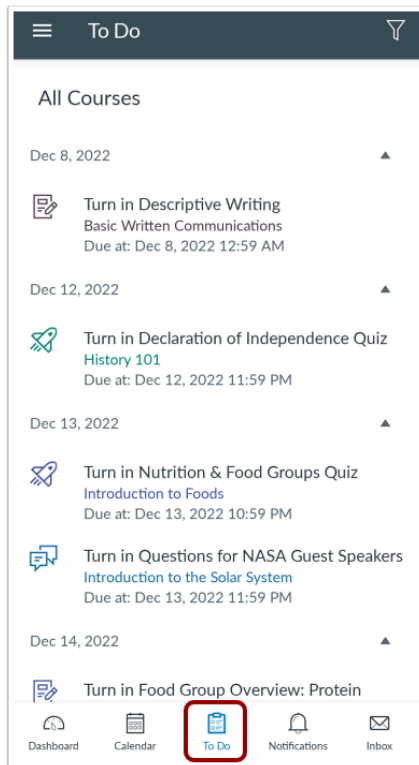 To Do
All Courses
Dec 8, 2022
Turn in Descriptive Writing
Basic Written Communications
Due at: Dec 8, 2022 12:59 AM
Dec 12, 2022
Turn in Declaration of Independence Quiz
History 101
Due at: Dec 12, 2022 11:59 PM
Dec 13, 2022
Turn in Nutrition & Food Groups Quiz
Introduction to Foods
Due at: Dec 13, 2022 10:59 PM
Turn in Questions for NASA Guest Speakers
Introduction to the Solar System
Due at: Dec 13, 2022 11:59 PM
Dec 14, 2022
Turn in Food Group Overview: Protein
Dashboard Calendar To Do Notifications Inbox